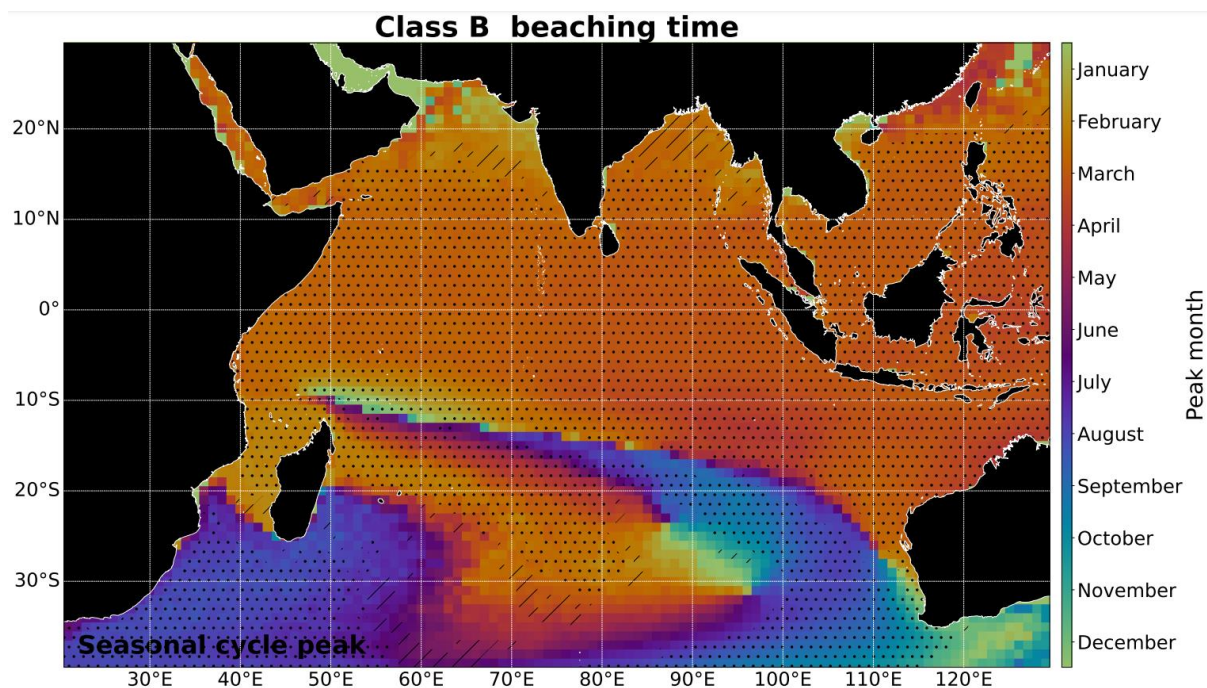 Class B beaching time
20°N
10°N
0°
10°S
20°S
30°S
Seasonal cycle peak
30°E
40°E
50°E
60°E
70°E
80°E
90°E
100°E
110°E
120°E
January
February
March
April
May
June
July
August
September
October
November
December
Peak month